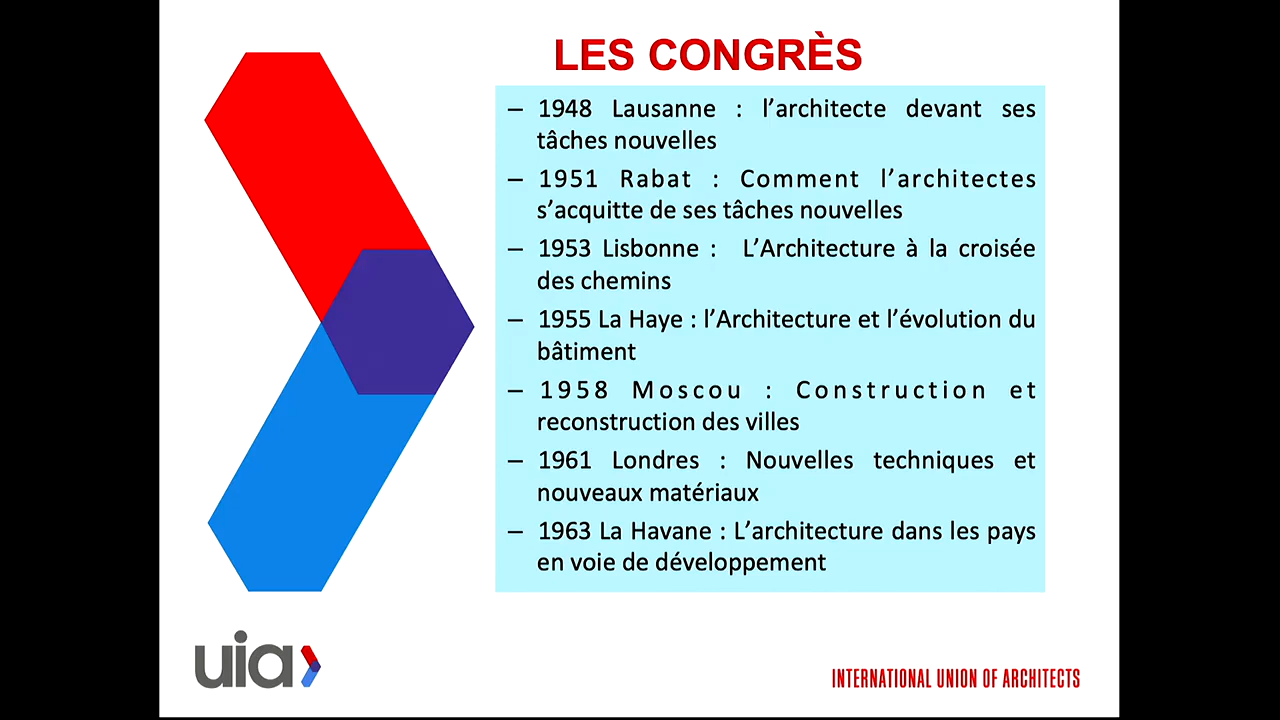 LES CONGRÈS
– 1948 Lausanne : l’architecte devant ses
tâches nouvelles
– 1951 Rabat : Comment l’architectes
s’acquitte de ses tâches nouvelles
– 1953 Lisbonne : L’Architecture à la croisée
des chemins
– 1955 La Haye : l’Architecture et l’évolution du
bâtiment
– 1958 Moscou : Construction et
reconstruction des villes
– 1961 Londres : Nouvelles techniques et
nouveaux matériaux
– 1963 La Havane : L’architecture dans les pays
en voie de développement
uia
INTERNATIONAL UNION OF ARCHITECTS